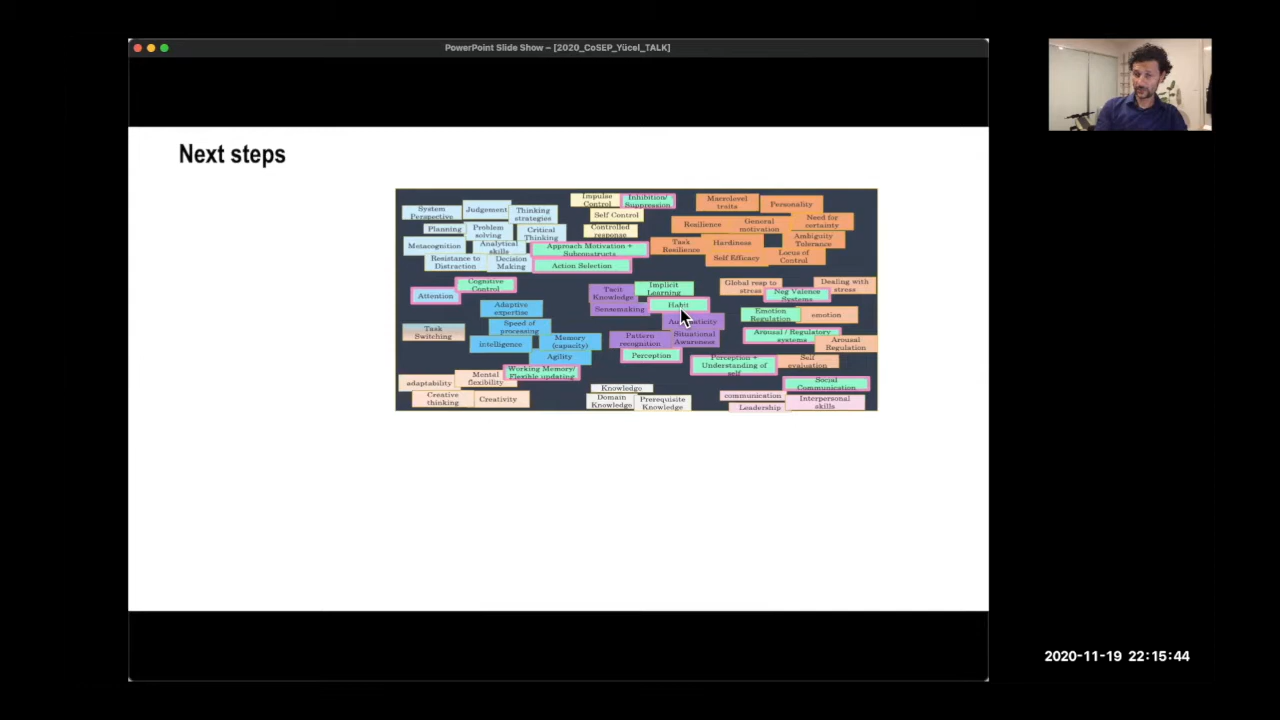 PowerPoint Slide Show – [2020_CoSEP_Yücel_TALK]
Next steps
System
Perspective
Judgement
Thinking
strategies
Planning
Problem
solving
Critical
Thinking
Metacognition
Analytical
skills
Resistance to
Distraction
Decision
Making
Impulse
Control
Inhibition/
Suppression
Self Control
Controlled
response
Approach Motivation +
Subconstructs
Action Selection
Macrolevel
traits
Personality
Resilience
General
motivation
Need for
certainty
Task
Resilience
Hardiness
Ambiguity
Tolerance
Self Efficacy
Locus of
Control
Cognitive
Control
Attention
Adaptive
expertise
Speed of
processing
Task
Switching
intelligence
Memory
(capacity)
Agility
Working Memory/
Flexible updating
Mental
flexibility
adaptability
Creative
thinking
Creativity
Tacit
Knowledge
Implicit
Learning
Sensemaking
Habit
Pattern
recognition
Situational
Awareness
Perception
Knowledge
Domain
Knowledge
Prerequisite
Knowledge
Global resp to
stress
Dealing with
stress
Neg Valence
Systems
Emotion
Regulation
emotion
Arousal / Regulatory
systems
Arousal
Regulation
Perception +
Understanding of
self
Self
evaluation
Social
Communication
communication
Interpersonal
skills
Leadership
2020-11-19 22:15:44